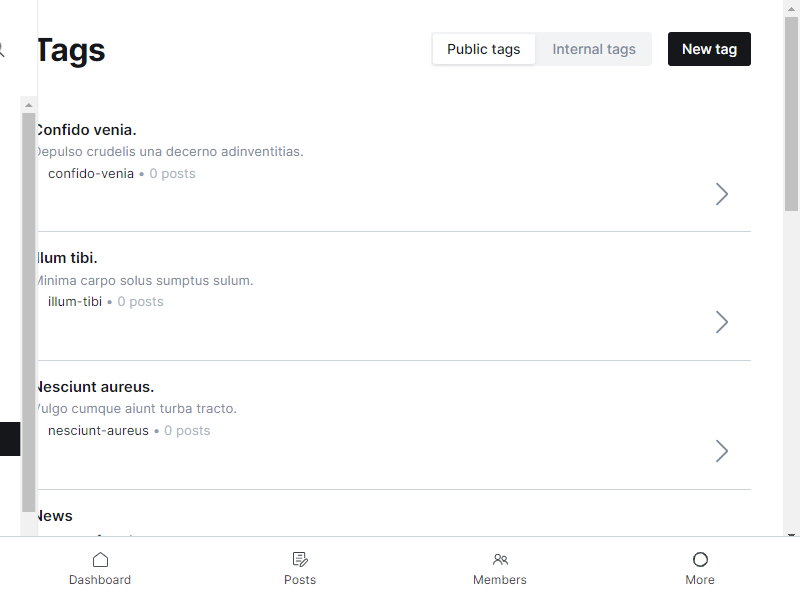 Tags
Public tags
Internal tags
New tag
Confido venia.
Depulso crudelis una decerno adinventitias.
confido-venia • 0 posts
Illum tibi.
Minima carpo solus sumptus sulum.
illum-tibi • 0 posts
Nesciunt aureus.
Vulgo cumque aiunt turba tracto.
nesciunt-aureus • 0 posts
News
Dashboard
Posts
Members
More